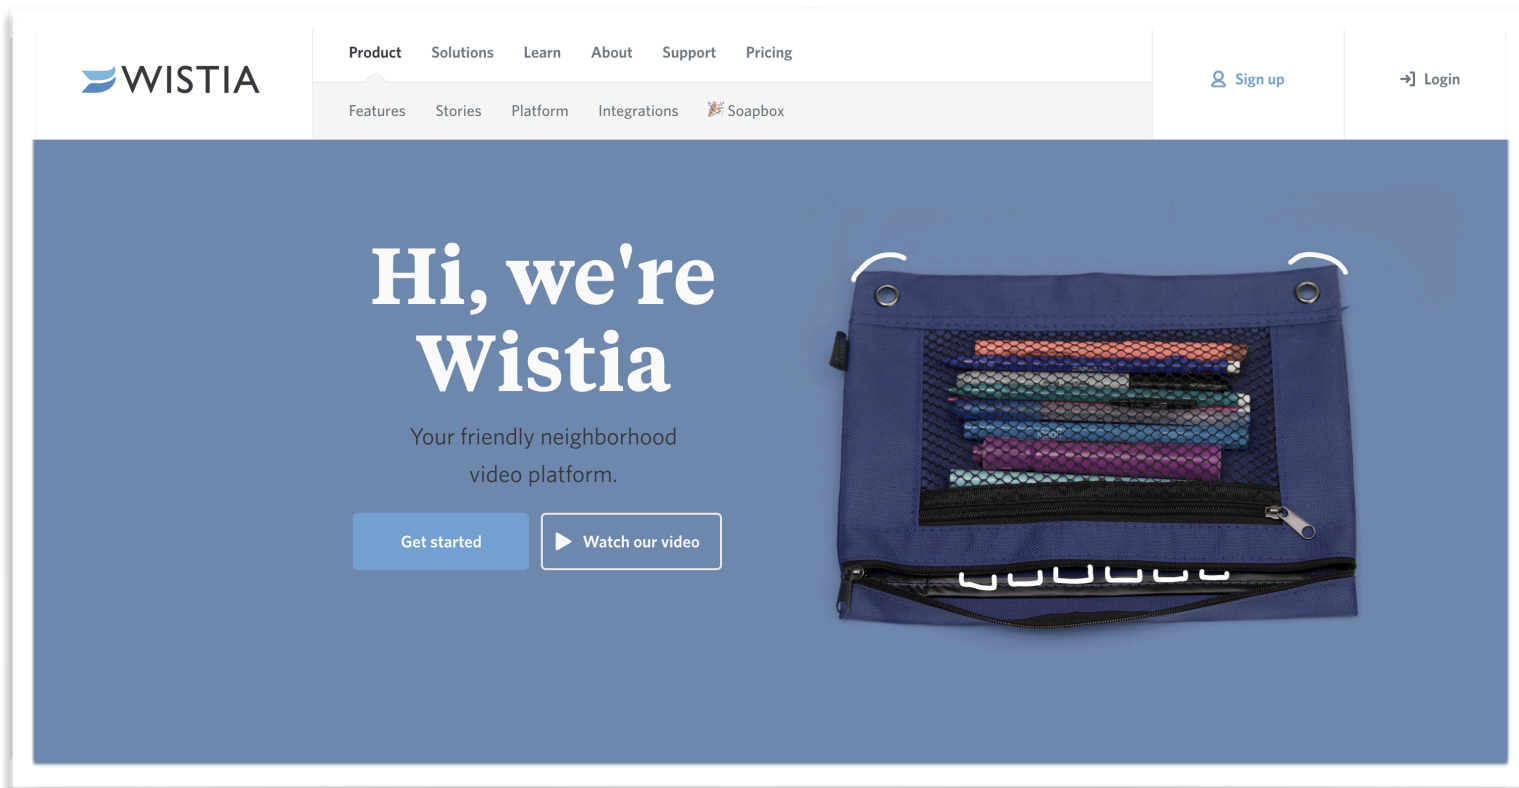 WISTIA
Product Solutions Learn About Support Pricing
Features Stories Platform Integrations Soapbox
Sign up
Login
Hi, we're
Wistia
Your friendly neighborhood
video platform.
Get started
Watch our video